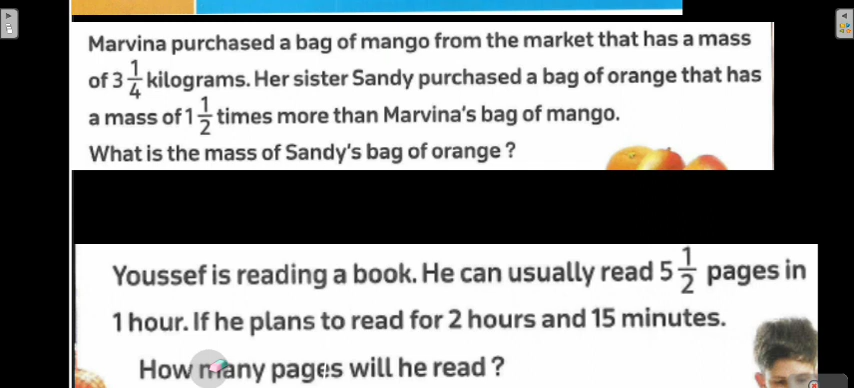 Marvina purchased a bag of mango from the market that has a mass
of 3 1/4 kilograms. Her sister Sandy purchased a bag of orange that has
a mass of 1 1/2 times more than Marvina's bag of mango.
What is the mass of Sandy's bag of orange ?
Youssef is reading a book. He can usually read 5 1/2 pages in
1 hour. If he plans to read for 2 hours and 15 minutes.
How many pages will he read ?